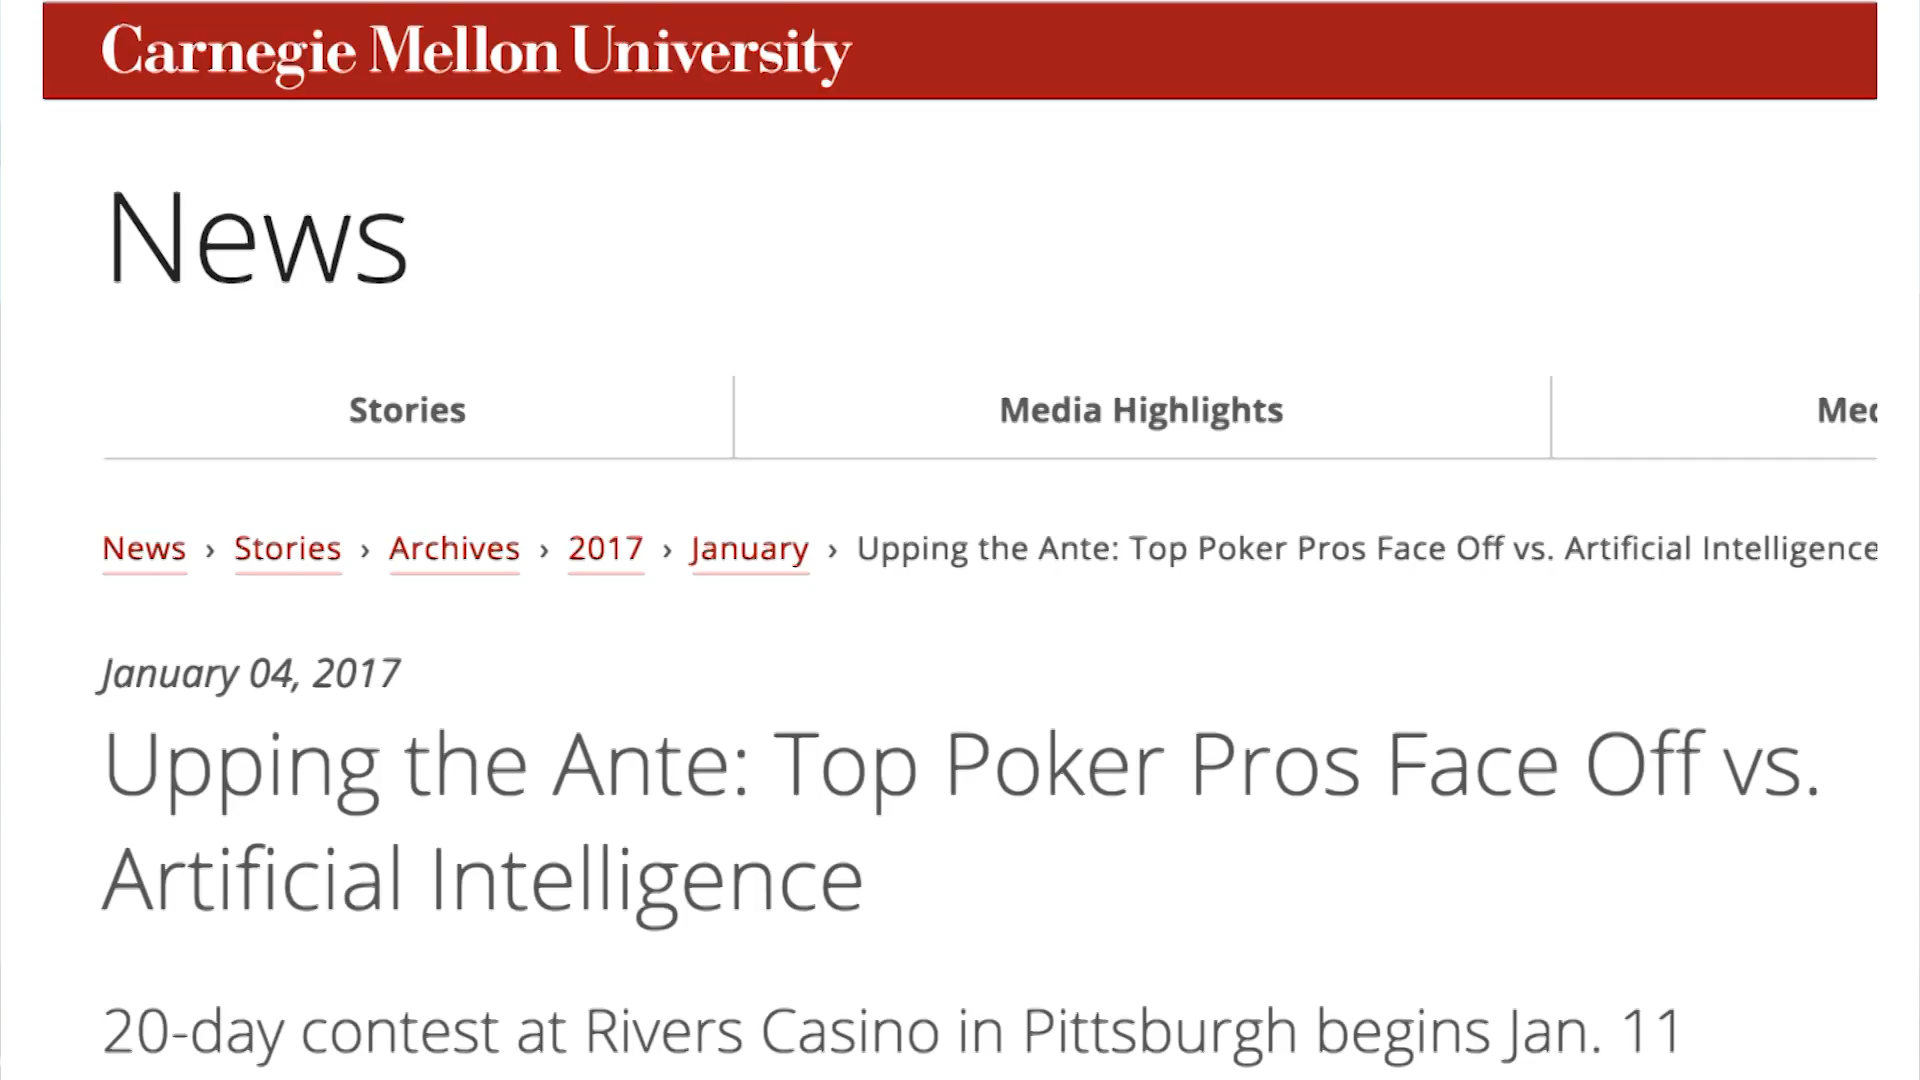 Carnegie Mellon University
News
Stories
Media Highlights
News › Stories › Archives › 2017 › January › Upping the Ante: Top Poker Pros Face Off vs. Artificial Intelligence
January 04, 2017
Upping the Ante: Top Poker Pros Face Off vs.
Artificial Intelligence
20-day contest at Rivers Casino in Pittsburgh begins Jan. 11